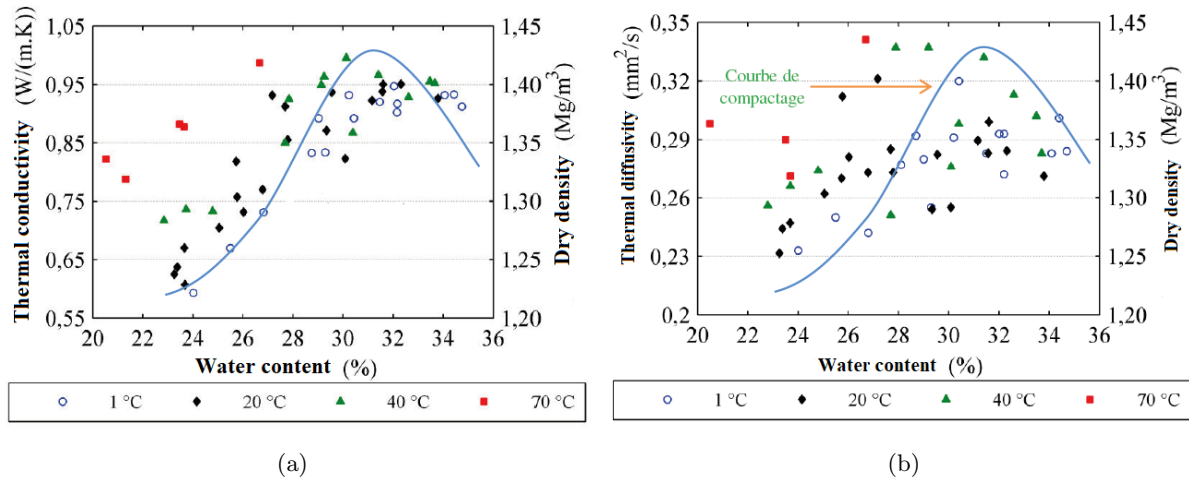 Thermal conductivity (W/(m.K))
1,05
0,95
0,85
0,75
0,65
0,55
1,45
1,40
1,35
1,30
1,25
1,20
Dry density (Mg/m³)
20 22 24 26 28 30 32 34 36
Water content (%)
1 °C 20 °C 40 °C 70 °C
(a)
Thermal diffusivity (mm²/s)
0,35
0,32
0,29
0,26
0,23
0,2
Courbe de
compactage
1,45
1,40
1,35
1,30
1,25
1,20
Dry density (Mg/m³)
20 22 24 26 28 30 32 34 36
Water content (%)
1 °C 20 °C 40 °C 70 °C
(b)